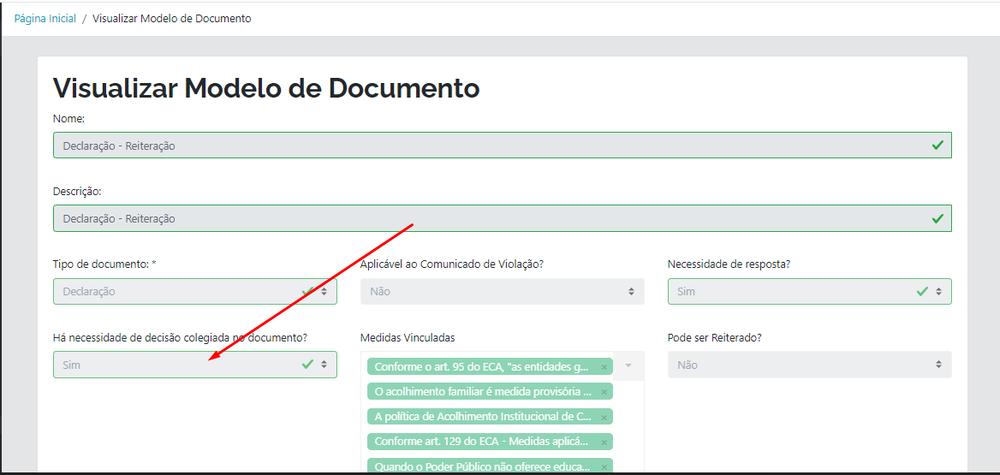 Página Inicial / Visualizar Modelo de Documento
Visualizar Modelo de Documento
Nome:
Declaração - Reiteração
Descrição:
Declaração - Reiteração
Tipo de documento: *
Declaração
Aplicável ao Comunicado de Violação?
Não
Necessidade de resposta?
Sim
Há necessidade de decisão colegiada no documento?
Sim
Medidas Vinculadas
Conforme o art. 95 do ECA, "as entidades g... ×
O acolhimento familiar é medida provisória ... ×
A política de Acolhimento Institucional de C... ×
Conforme art. 129 do ECA - Medidas aplicá... ×
Quando o Poder Público não oferece educa... ×
Pode ser Reiterado?
Não